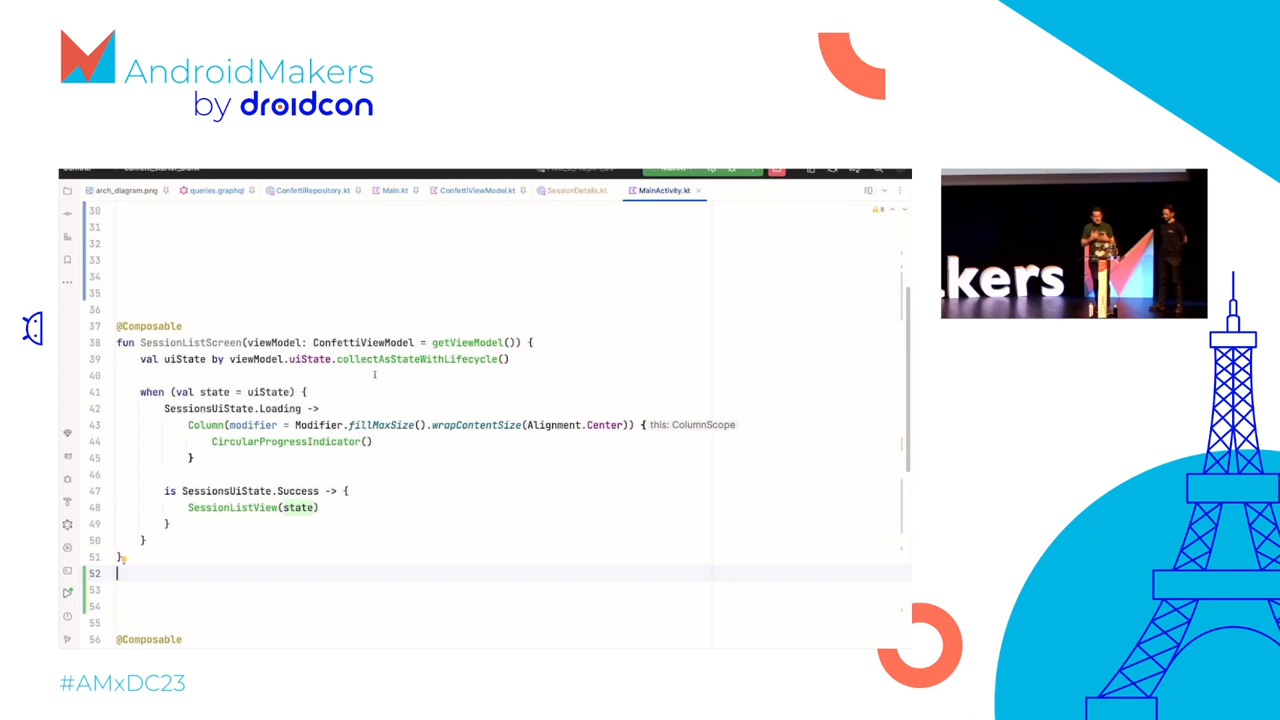 AndroidMakers
by droidcon
arch_diagram.png queries.graphql ConfettiRepository.kt Main.kt ConfettiViewModel.kt SessionDetails.kt MainActivity.kt
8
30
31
32
33
34
35
36
37 @Composable
38 fun SessionListScreen(viewModel: ConfettiViewModel = getViewModel()) {
39 val uiState by viewModel.uiState.collectAsStateWithLifecycle()
40
41 when (val state = uiState) {
42 SessionsUiState.Loading ->
43 Column(modifier = Modifier.fillMaxSize().wrapContentSize(Alignment.Center)) { this: ColumnScope
44 CircularProgressIndicator()
45 }
46
47 is SessionsUiState.Success -> {
48 SessionListView(state)
49 }
50 }
51 }
52
53
54
55
56 @Composable
kers
#AMxDC23